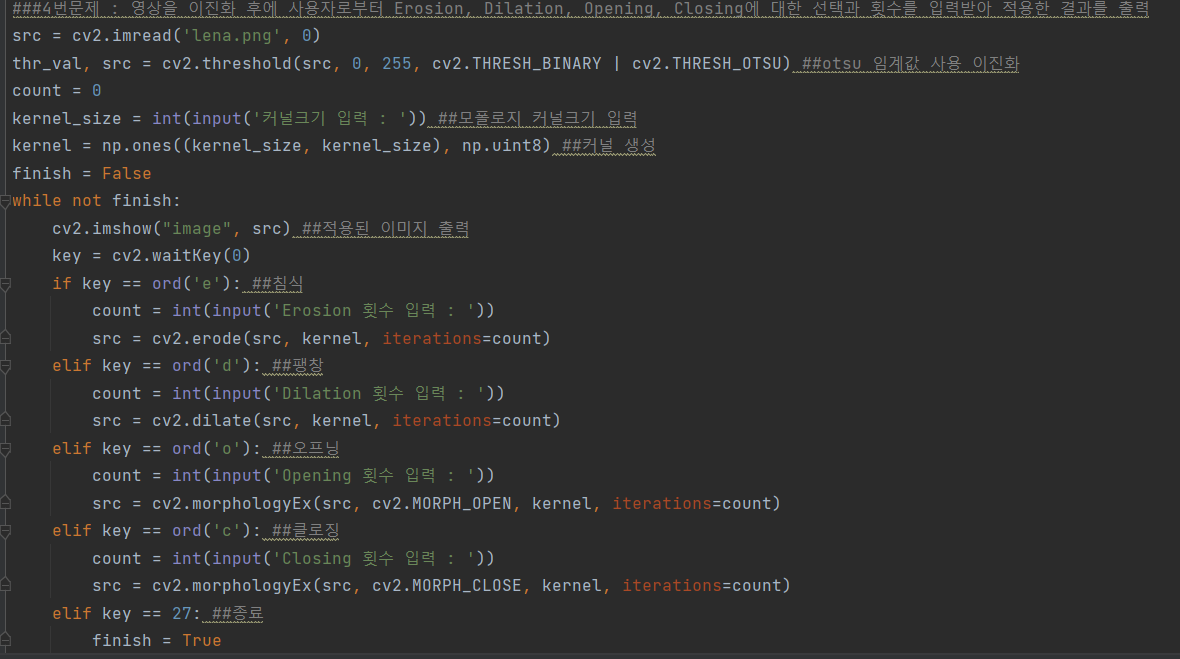 ###4번문제 : 영상을 이진화 후에 사용자로부터 Erosion, Dilation, Opening, Closing에 대한 선택과 횟수를 입력받아 적용한 결과를 출력
src = cv2.imread('lena.png', 0)
thr_val, src = cv2.threshold(src, 0, 255, cv2.THRESH_BINARY | cv2.THRESH_OTSU) ##otsu 임계값 사용 이진화
count = 0
kernel_size = int(input('커널크기 입력 : ')) ##모폴로지 커널크기 입력
kernel = np.ones((kernel_size, kernel_size), np.uint8) ##커널 생성
finish = False
while not finish:
    cv2.imshow("image", src) ##적용된 이미지 출력
    key = cv2.waitKey(0)
    if key == ord('e'): ##침식
        count = int(input('Erosion 횟수 입력 : '))
        src = cv2.erode(src, kernel, iterations=count)
    elif key == ord('d'): ##팽창
        count = int(input('Dilation 횟수 입력 : '))
        src = cv2.dilate(src, kernel, iterations=count)
    elif key == ord('o'): ##오프닝
        count = int(input('Opening 횟수 입력 : '))
        src = cv2.morphologyEx(src, cv2.MORPH_OPEN, kernel, iterations=count)
    elif key == ord('c'): ##클로징
        count = int(input('Closing 횟수 입력 : '))
        src = cv2.morphologyEx(src, cv2.MORPH_CLOSE, kernel, iterations=count)
    elif key == 27: ##종료
        finish = True